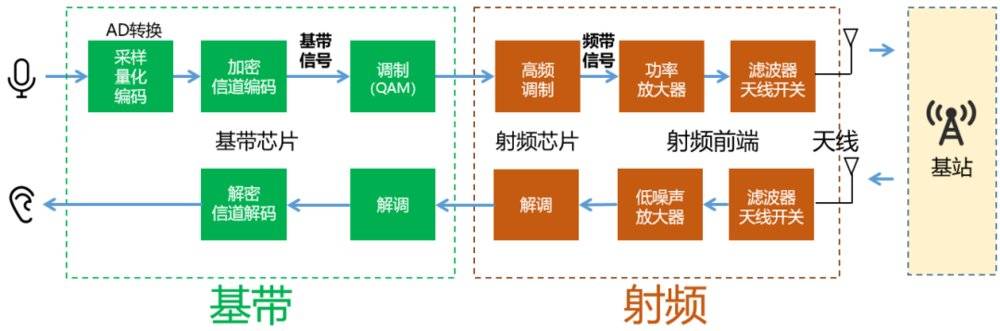 AD转换
采样
量化
编码
加密
信道编码
基带
信号
调制
(QAM)
高频
调制
频带
信号
功率
放大器
滤波器
天线开关
基带芯片
射频芯片
射频前端
天线
基站
解密
信道解码
解调
解调
低噪声
放大器
滤波器
天线开关
基带
射频